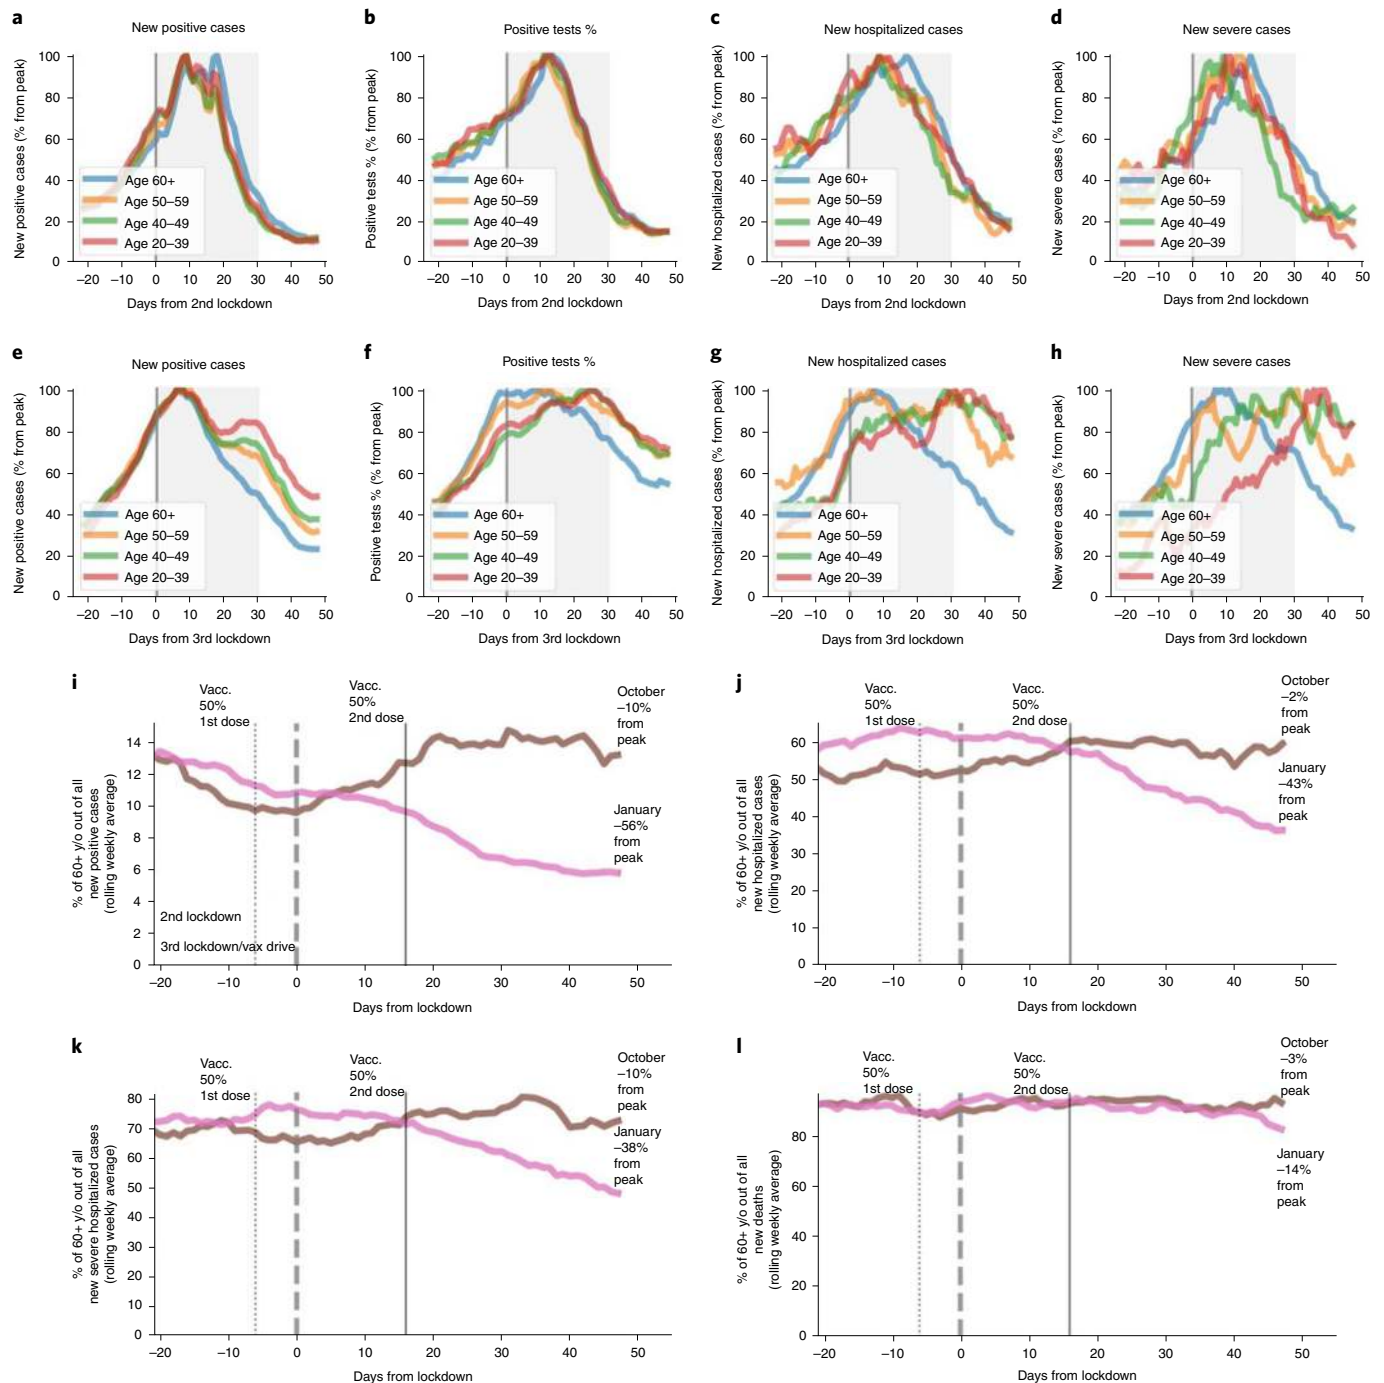 a
New positive cases
New positive cases (% from peak)
100
80
60
40
20
0
Age 60+
Age 50–59
Age 40–49
Age 20–39
–20 –10 0 10 20 30 40 50
Days from 2nd lockdown
b
Positive tests %
Positive tests % (% from peak)
100
80
60
40
20
0
Age 60+
Age 50–59
Age 40–49
Age 20–39
–20 –10 0 10 20 30 40 50
Days from 2nd lockdown
c
New hospitalized cases
New hospitalized cases (% from peak)
100
80
60
40
20
0
Age 60+
Age 50–59
Age 40–49
Age 20–39
–20 –10 0 10 20 30 40 50
Days from 2nd lockdown
d
New severe cases
New severe cases (% from peak)
100
80
60
40
20
0
Age 60+
Age 50–59
Age 40–49
Age 20–39
–20 –10 0 10 20 30 40 50
Days from 2nd lockdown
e
New positive cases
New positive cases (% from peak)
100
80
60
40
20
0
Age 60+
Age 50–59
Age 40–49
Age 20–39
–20 –10 0 10 20 30 40 50
Days from 3rd lockdown
f
Positive tests %
Positive tests % (% from peak)
100
80
60
40
20
0
Age 60+
Age 50–59
Age 40–49
Age 20–39
–20 –10 0 10 20 30 40 50
Days from 3rd lockdown
g
New hospitalized cases
New hospitalized cases (% from peak)
100
80
60
40
20
0
Age 60+
Age 50–59
Age 40–49
Age 20–39
–20 –10 0 10 20 30 40 50
Days from 3rd lockdown
h
New severe cases
New severe cases (% from peak)
100
80
60
40
20
0
Age 60+
Age 50–59
Age 40–49
Age 20–39
–20 –10 0 10 20 30 40 50
Days from 3rd lockdown
i
Vacc.
50%
1st dose
Vacc.
50%
2nd dose
October
–10%
from
peak
January
–56%
from
peak
% of 60+ y/o out of all
new positive cases
(rolling weekly average)
14
12
10
8
6
4
2
0
2nd lockdown
3rd lockdown/vax drive
–20 –10 0 10 20 30 40 50
Days from lockdown
j
Vacc.
50%
1st dose
Vacc.
50%
2nd dose
October
–2%
from
peak
January
–43%
from
peak
% of 60+ y/o out of all
new hospitalized cases
(rolling weekly average)
60
50
40
30
20
10
0
–20 –10 0 10 20 30 40 50
Days from lockdown
k
Vacc.
50%
1st dose
Vacc.
50%
2nd dose
October
–10%
from
peak
January
–38%
from
peak
% of 60+ y/o out of all
new severe hospitalized cases
(rolling weekly average)
80
70
60
50
40
30
20
10
0
–20 –10 0 10 20 30 40 50
Days from lockdown
l
Vacc.
50%
1st dose
Vacc.
50%
2nd dose
October
–3%
from
peak
January
–14%
from
peak
% of 60+ y/o out of all
new deaths
(rolling weekly average)
80
60
40
20
0
–20 –10 0 10 20 30 40 50
Days from lockdown